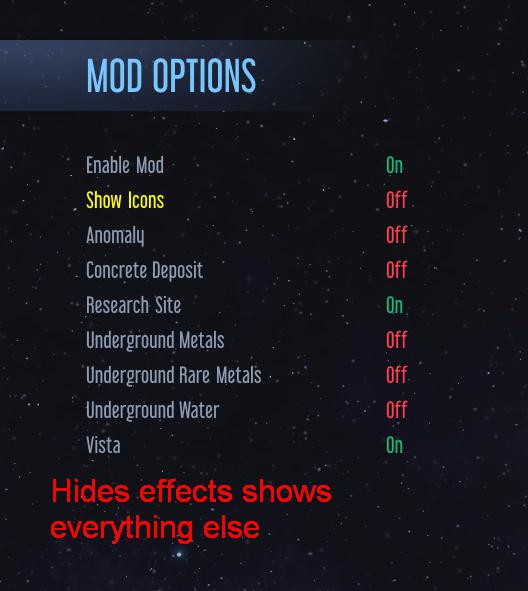 MOD OPTIONS
Enable Mod On
Show Icons Off
Anomaly Off
Concrete Deposit Off
Research Site On
Underground Metals Off
Underground Rare Metals Off
Underground Water Off
Vista On
Hides effects shows
everything else